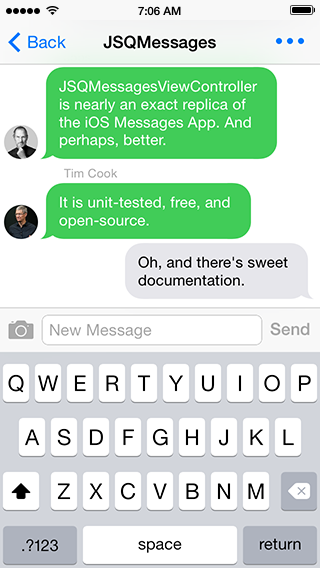 7:06 AM
Back JSQMessages
JSQMessagesViewController
is nearly an exact replica of
the iOS Messages App. And
perhaps, better.
Tim Cook
It is unit-tested, free, and
open-source.
Oh, and there's sweet
documentation.
New Message Send
Q W E R T Y U I O P
A S D F G H J K L
Z X C V B N M
.?123 space return